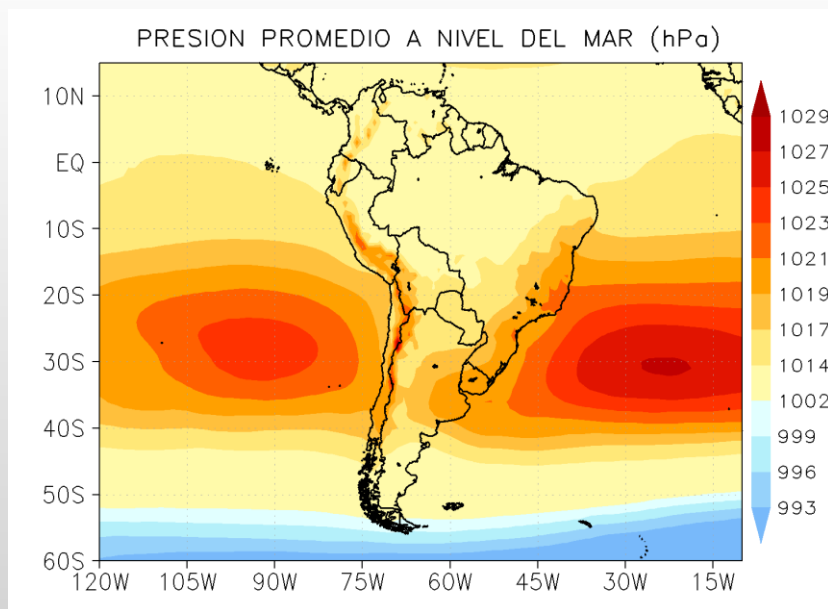 PRESION PROMEDIO A NIVEL DEL MAR (hPa)
10N
EQ
10S
20S
30S
40S
50S
60S
120W 105W 90W 75W 60W 45W 30W 15W
1029
1027
1025
1023
1021
1019
1017
1014
1002
999
996
993